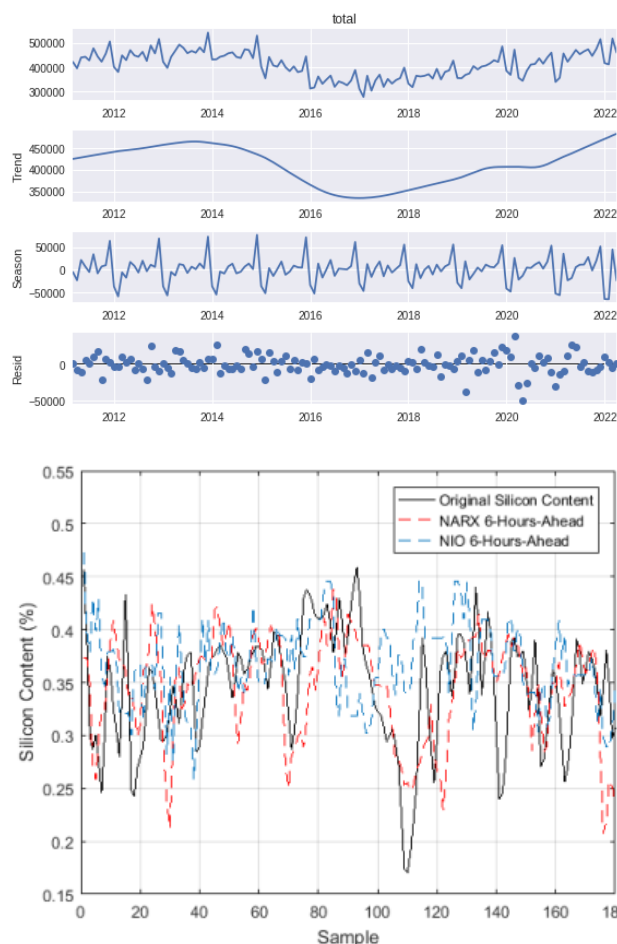 total
500000
400000
300000
2012 2014 2016 2018 2020 2022
Trend
450000
400000
350000
2012 2014 2016 2018 2020 2022
Season
50000
0
−50000
2012 2014 2016 2018 2020 2022
Resid
0
−50000
2012 2014 2016 2018 2020 2022
0.55
0.5
0.45
0.4
0.35
0.3
0.25
0.2
0.15
Silicon Content (%)
Original Silicon Content
NARX 6-Hours-Ahead
NIO 6-Hours-Ahead
0 20 40 60 80 100 120 140 160 18
Sample